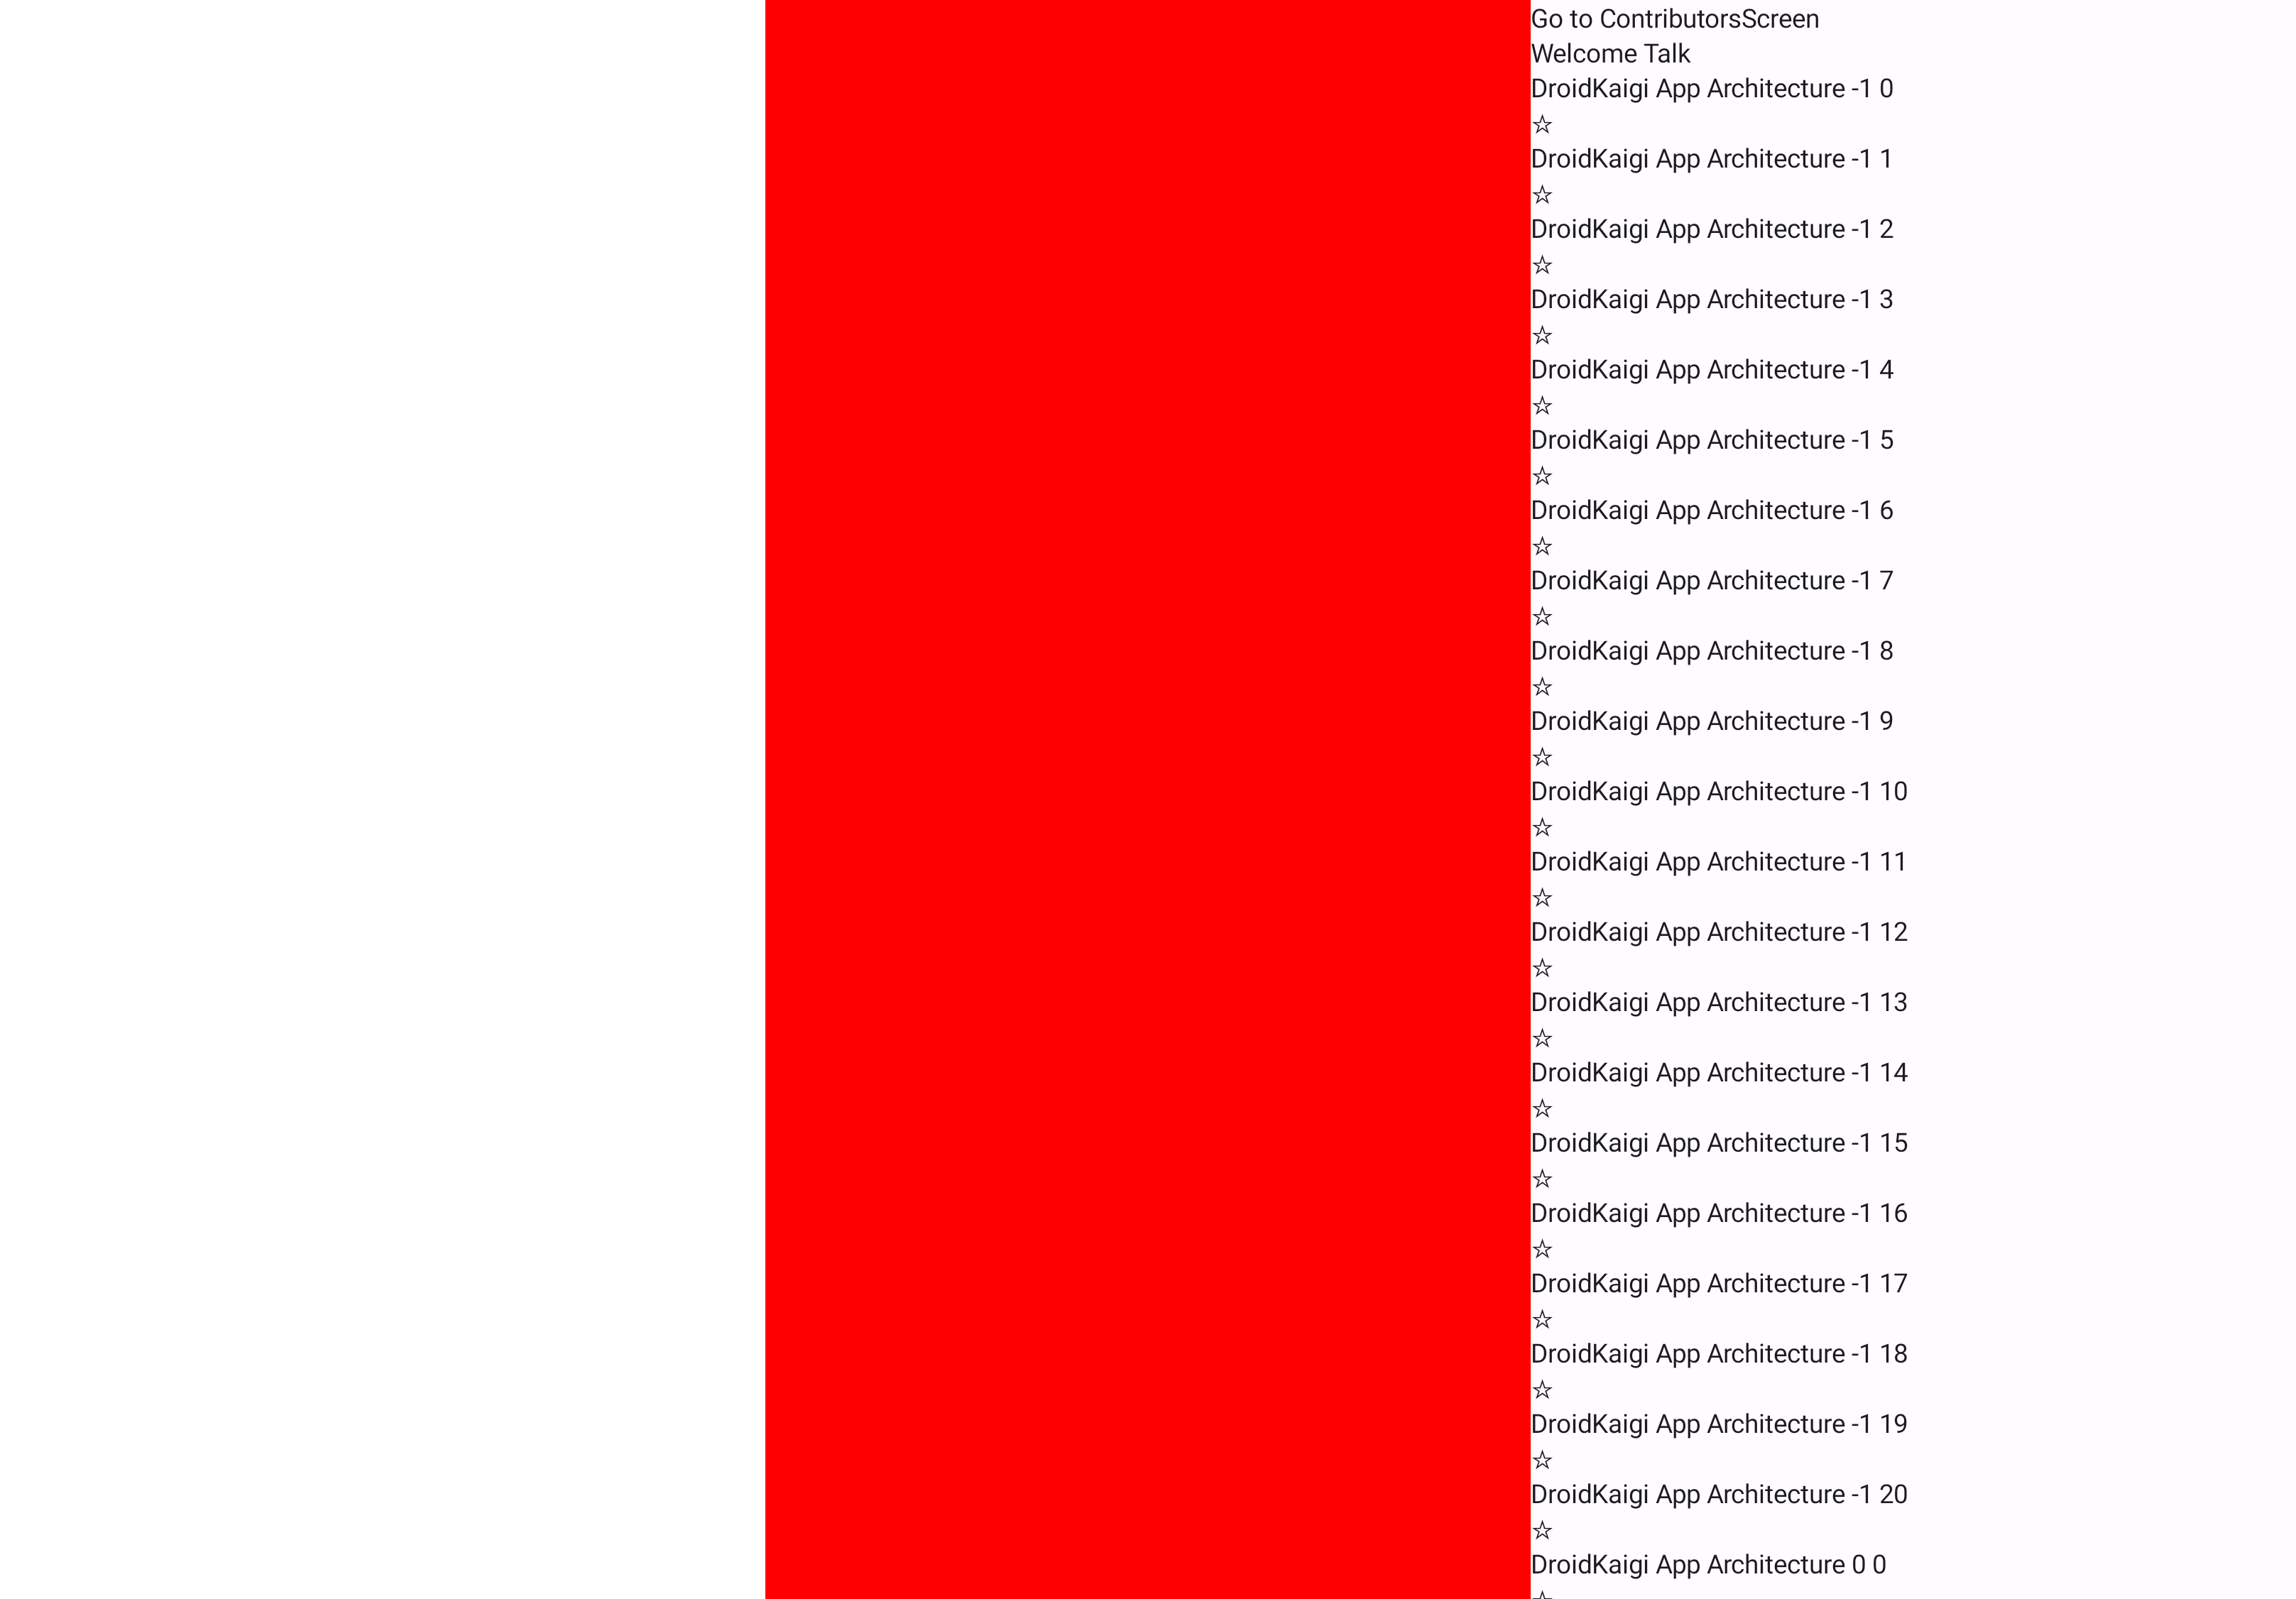 Go to ContributorsScreen
Welcome Talk
DroidKaigi App Architecture -1 0
☆
DroidKaigi App Architecture -1 1
☆
DroidKaigi App Architecture -1 2
☆
DroidKaigi App Architecture -1 3
☆
DroidKaigi App Architecture -1 4
☆
DroidKaigi App Architecture -1 5
☆
DroidKaigi App Architecture -1 6
☆
DroidKaigi App Architecture -1 7
☆
DroidKaigi App Architecture -1 8
☆
DroidKaigi App Architecture -1 9
☆
DroidKaigi App Architecture -1 10
☆
DroidKaigi App Architecture -1 11
☆
DroidKaigi App Architecture -1 12
☆
DroidKaigi App Architecture -1 13
☆
DroidKaigi App Architecture -1 14
☆
DroidKaigi App Architecture -1 15
☆
DroidKaigi App Architecture -1 16
☆
DroidKaigi App Architecture -1 17
☆
DroidKaigi App Architecture -1 18
☆
DroidKaigi App Architecture -1 19
☆
DroidKaigi App Architecture -1 20
☆
DroidKaigi App Architecture 0 0
☆